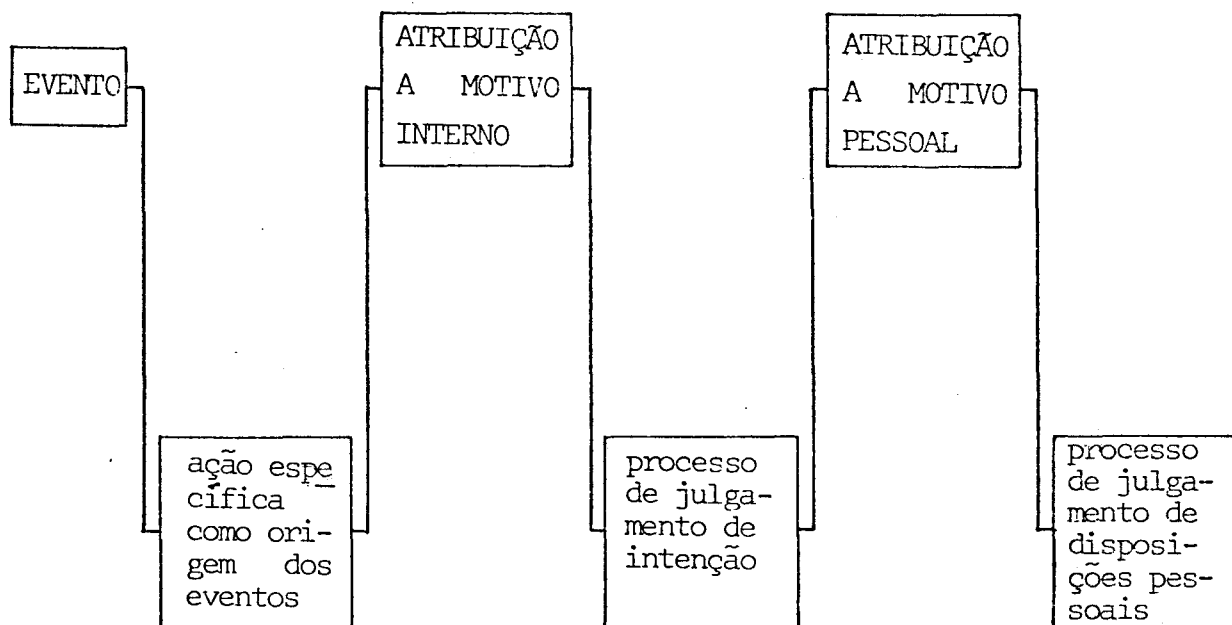 EVENTO
ATRIBUIÇÃO
A MOTIVO
INTERNO
ATRIBUIÇÃO
A MOTIVO
PESSOAL
ação espe
cífica
como ori-
gem dos
eventos
processo
de julga-
mento de
intenção
processo
de julga-
mento de
disposi-
ções pes-
soais